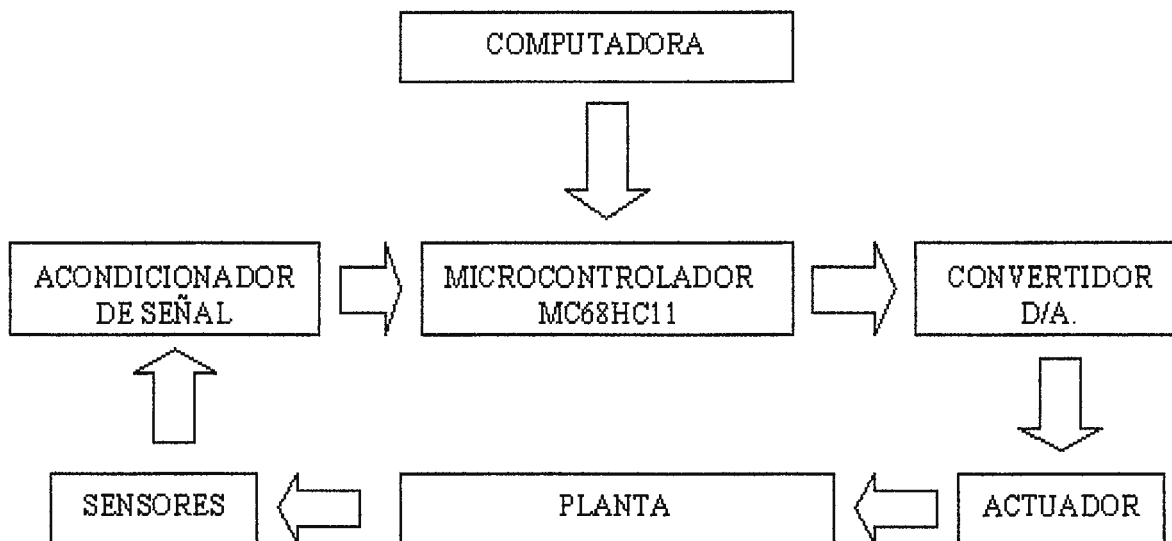 COMPUTADORA
ACONDICIONADOR
DE SEÑAL
MICROCONTROLADOR
MC68HC11
CONVERTIDOR
D/A.
SENSORES
PLANTA
ACTUADOR